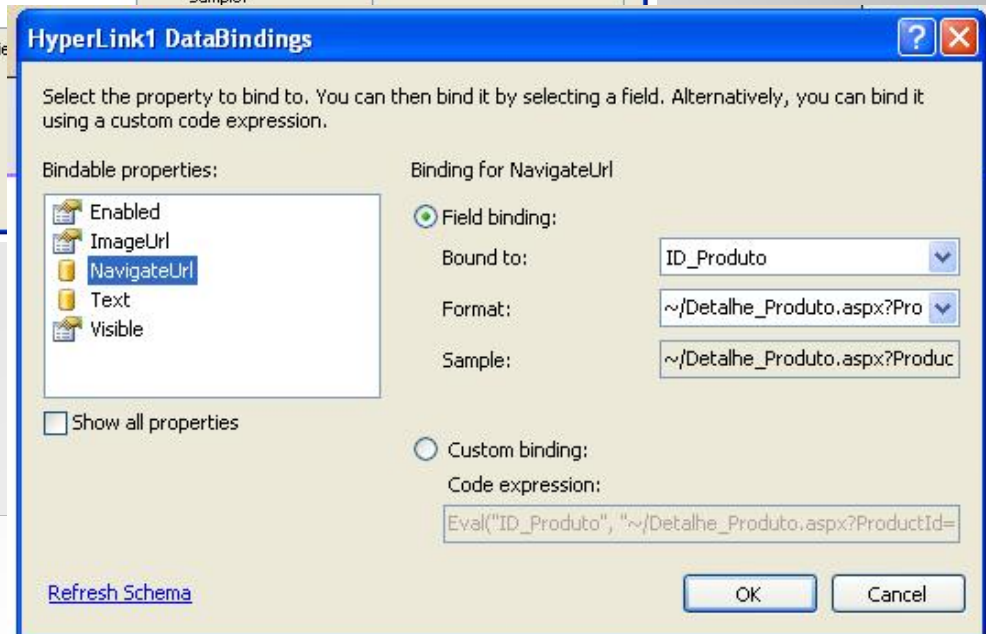 HyperLink1 DataBindings
Select the property to bind to. You can then bind it by selecting a field. Alternatively, you can bind it
using a custom code expression.
Bindable properties:
Enabled
ImageUrl
NavigateUrl
Text
Visible
Show all properties
Binding for NavigateUrl
Field binding:
Bound to: ID_Produto
Format: ~/Detalhe_Produto.aspx?Pro
Sample: ~/Detalhe_Produto.aspx?Produc
Custom binding:
Code expression:
Eval("ID_Produto", "~/Detalhe_Produto.aspx?ProductId=
Refresh Schema
OK
Cancel